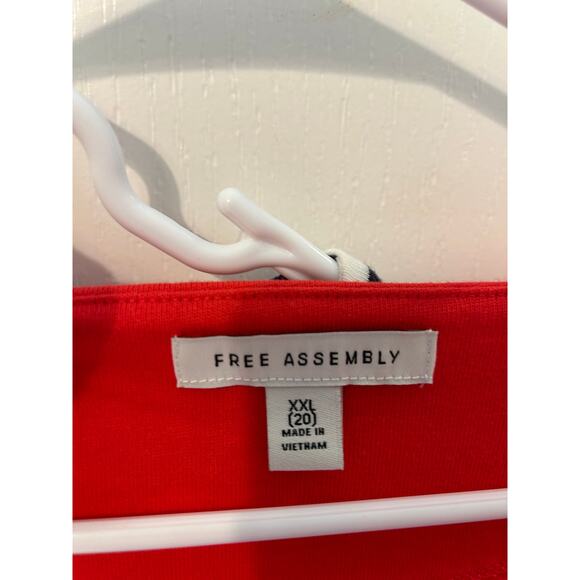 FREE ASSEMBLY
XXL
(20)
MADE IN
VIETNAM